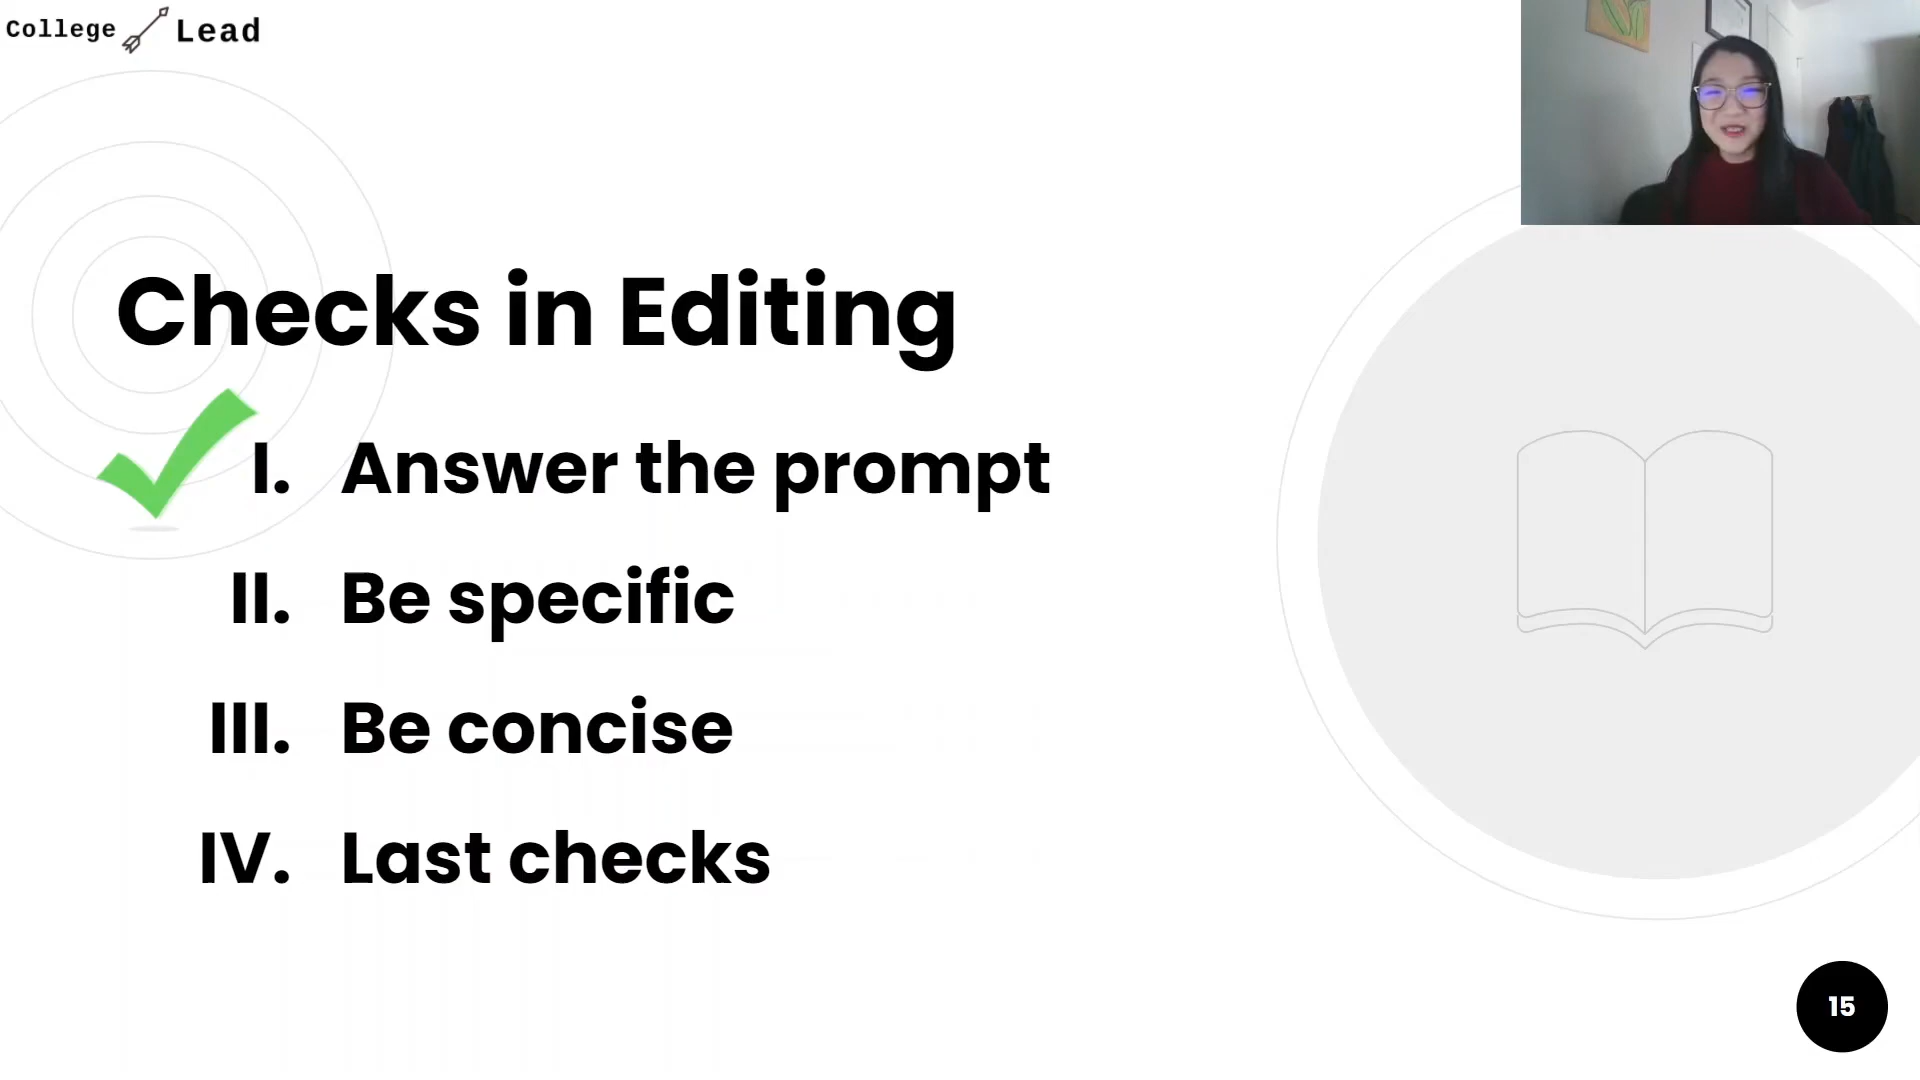 College Lead
Checks in Editing
I. Answer the prompt
II. Be specific
III. Be concise
IV. Last checks
15